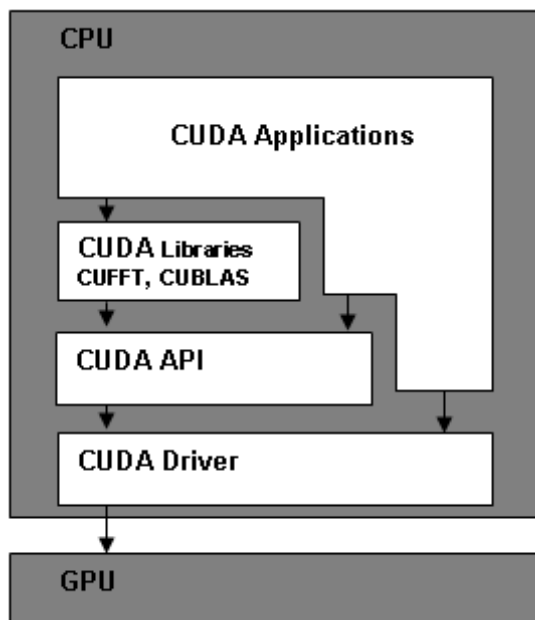 CPU
CUDA Applications
CUDA Libraries
CUFFT, CUBLAS
CUDA API
CUDA Driver
GPU